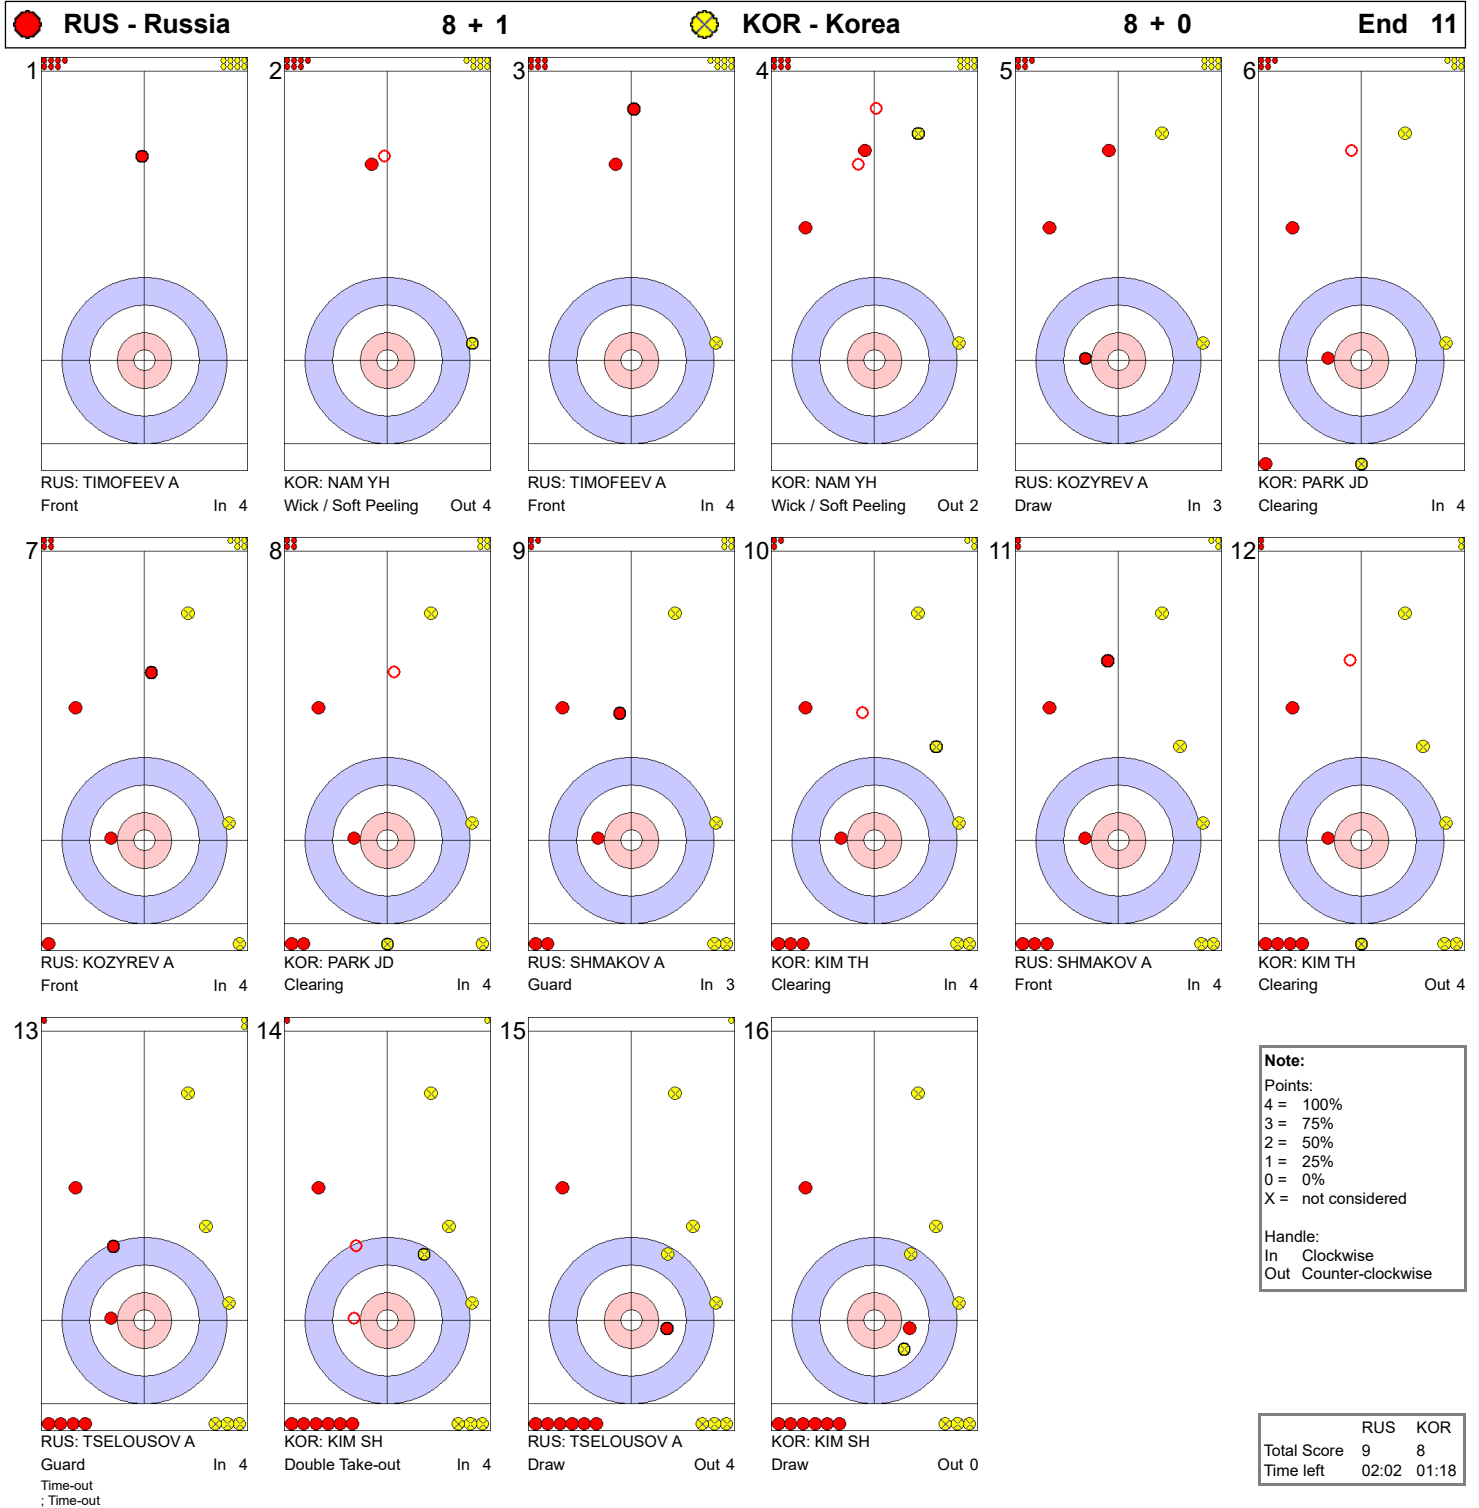 RUS - Russia 8 + 1 KOR - Korea 8 + 0 End 11
1 2 3 4 5 6
RUS: TIMOFEEV A KOR: NAM YH RUS: TIMOFEEV A KOR: NAM YH RUS: KOZYREV A KOR: PARK JD
Front In 4 Wick / Soft Peeling Out 4 Front In 4 Wick / Soft Peeling Out 2 Draw In 3 Clearing In 4
7 8 9 10 11 12
RUS: KOZYREV A KOR: PARK JD RUS: SHMAKOV A KOR: KIM TH RUS: SHMAKOV A KOR: KIM TH
Front In 4 Clearing In 4 Guard In 3 Clearing In 4 Front In 4 Clearing Out 4
13 14 15 16
RUS: TSELOUSOV A KOR: KIM SH RUS: TSELOUSOV A KOR: KIM SH
Guard In 4 Double Take-out In 4 Draw Out 4 Draw Out 0
Time-out
; Time-out
Note:
Points:
4 = 100%
3 = 75%
2 = 50%
1 = 25%
0 = 0%
X = not considered
Handle:
In Clockwise
Out Counter-clockwise
RUS KOR
Total Score 9 8
Time left 02:02 01:18